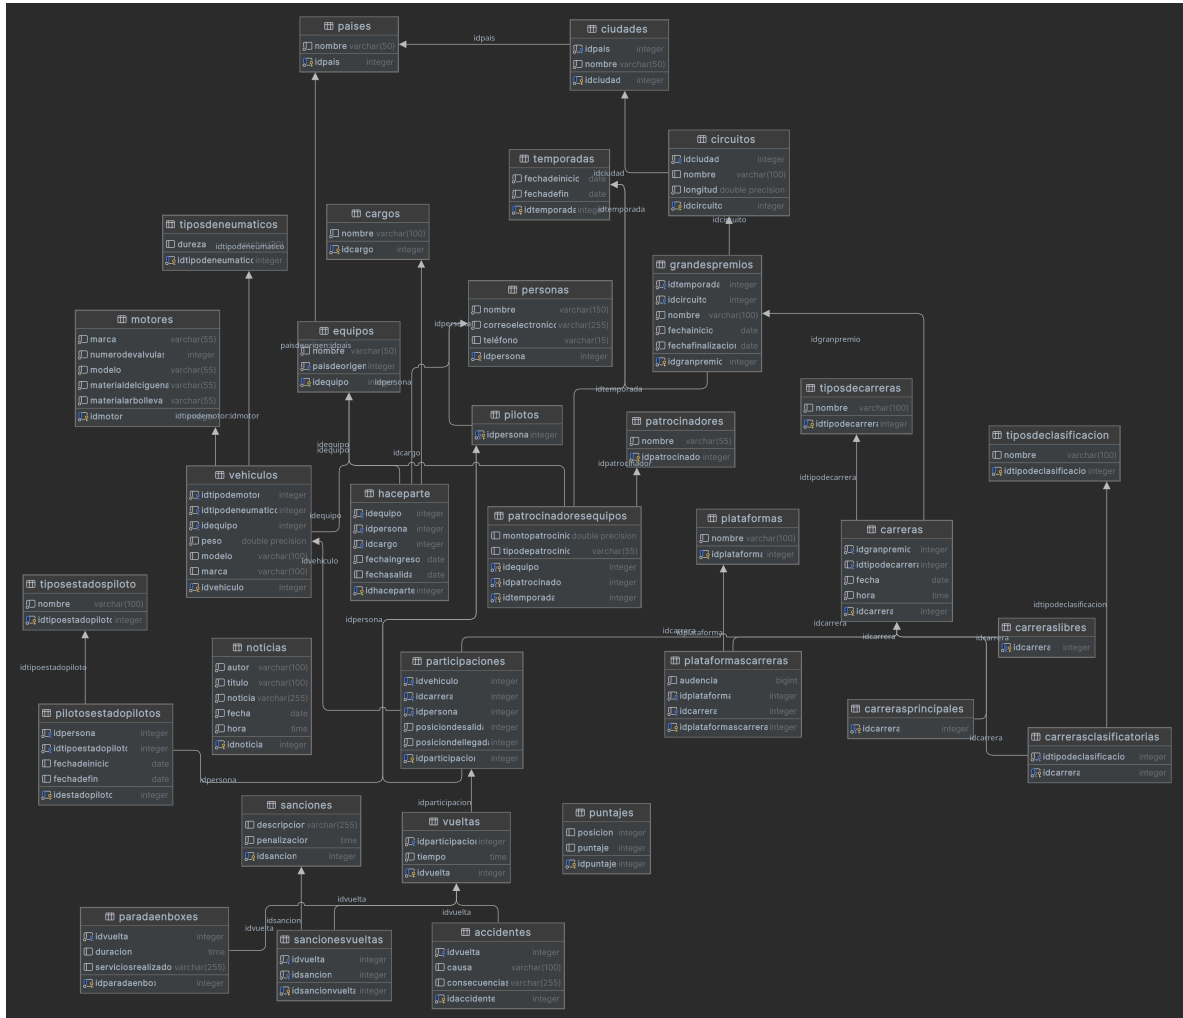 paises
nombre varchar(50)
idpais integer
idpais
ciudades
idpais integer
nombre varchar(50)
idciudad integer
circuitos
idciudad integer
nombre varchar(100)
longitud double precision
idcircuito integer
idciudad
temporadas
fechadeinicio date
fechadefin date
idtemporada integer
idtemporada
idcircuito
cargos
nombre varchar(100)
idcargo integer
tiposdeneumaticos
dureza
idtipodeneumatico
idtipodeneumatico integer
grandespremios
idtemporada integer
idcircuito integer
nombre varchar(100)
fechainicio date
fechafinalizacion date
idgranpremio integer
idgranpremio
idtemporada
personas
nombre varchar(150)
correoelectronico varchar(255)
teléfono varchar(15)
idpersona integer
idpersona
motores
marca varchar(55)
numerodevalvulas integer
modelo varchar(55)
materialdelciguena varchar(55)
materialarbolleva varchar(55)
idmotor integer
idtipodemotor:idmotor
equipos
paisdeorigen:idpais
nombre varchar(50)
paisdeorigen integer
idequipo integer
idpersona
tiposdecarreras
nombre varchar(100)
idtipodecarrera integer
pilotos
idpersona integer
patrocinadores
nombre varchar(55)
idpatrocinado integer
idpatrocinador
tiposdeclasificacion
nombre varchar(100)
idtipodeclasificacio integer
idequipo
idequipo
idcargo
idtipodecarrera
vehiculos
idtipodemotor integer
idtipodeneumatico integer
idequipo integer
peso double precision
modelo varchar(100)
marca varchar(100)
idvehiculo integer
idequipo
idvehiculo
haceparte
idequipo integer
idpersona integer
idcargo integer
fechaingreso date
fechasalida date
idhaceparte integer
patrocinadoresequipos
montopatrocinio double precision
tipodepatrocinio varchar(55)
idequipo integer
idpatrocinado integer
idtemporada integer
plataformas
nombre varchar(100)
idplataforma integer
carreras
idgranpremio integer
idtipodecarrera integer
fecha date
hora time
idcarrera integer
tiposestadospiloto
nombre varchar(100)
idtipoestadopiloto integer
idtipoestadopiloto
idpersona
idtipodeclasificacion
idcarrera
idplataforma
idcarrera
idcarrera
carreraslibres
idcarrera integer
noticias
autor varchar(100)
titulo varchar(100)
noticia varchar(255)
fecha date
hora time
idnoticia integer
participaciones
idvehiculo integer
idcarrera integer
idpersona integer
posiciondesalida integer
posiciondellegada integer
idparticipacion integer
plataformascarreras
audencia bigint
idplataforma integer
idcarrera integer
idplataformascarrera integer
carrerasprincipales
idcarrera integer
idcarrera
carrerasclasificatorias
idtipodeclasificacio integer
idcarrera integer
pilotosestadopilotos
idpersona integer
idtipoestadopiloto integer
fechadeinicio date
fechadefin date
idestadopiloto integer
idpersona
idparticipacion
sanciones
descripcion varchar(255)
penalizacion time
idsancion integer
vueltas
idparticipacion integer
tiempo time
idvuelta integer
puntajes
posicion integer
puntaje integer
idpuntaje integer
idvuelta
idsancion
idvuelta
idvuelta
paradaenboxes
idvuelta integer
duracion time
serviciosrealizado varchar(255)
idparadaenbox integer
sancionesvueltas
idvuelta integer
idsancion integer
idsancionvuelta integer
accidentes
idvuelta integer
causa varchar(100)
consecuencias varchar(255)
idaccidente integer